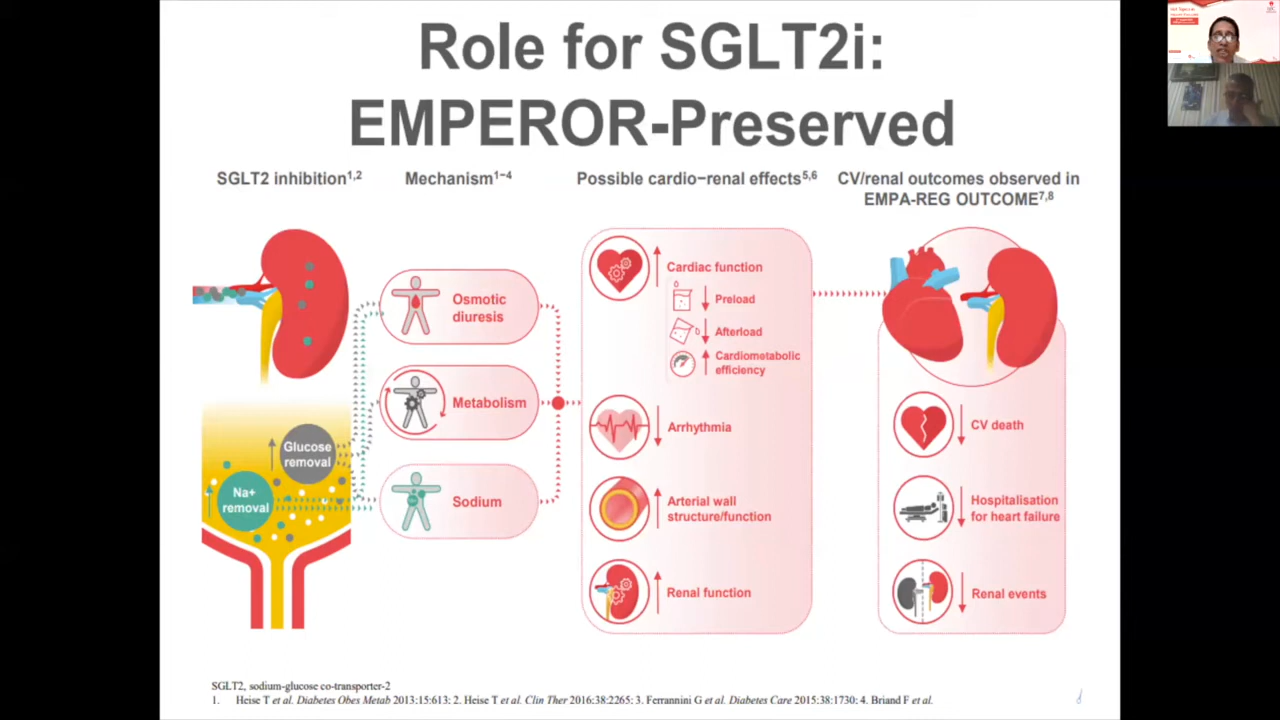 Role for SGLT2i:
EMPEROR-Preserved
SGLT2 inhibition1,2
Mechanism1–4
Possible cardio–renal effects5,6
CV/renal outcomes observed in
EMPA-REG OUTCOME7,8
Glucose
removal
Na+
removal
Osmotic
diuresis
Metabolism
Sodium
Cardiac function
Preload
Afterload
Cardiometabolic
efficiency
Arrhythmia
Arterial wall
structure/function
Renal function
CV death
Hospitalisation
for heart failure
Renal events
SGLT2, sodium-glucose co-transporter-2
1. Heise T et al. Diabetes Obes Metab 2013:15:613; 2. Heise T et al. Clin Ther 2016:38:2265; 3. Ferrannini G et al. Diabetes Care 2015:38:1730; 4. Briand F et al.